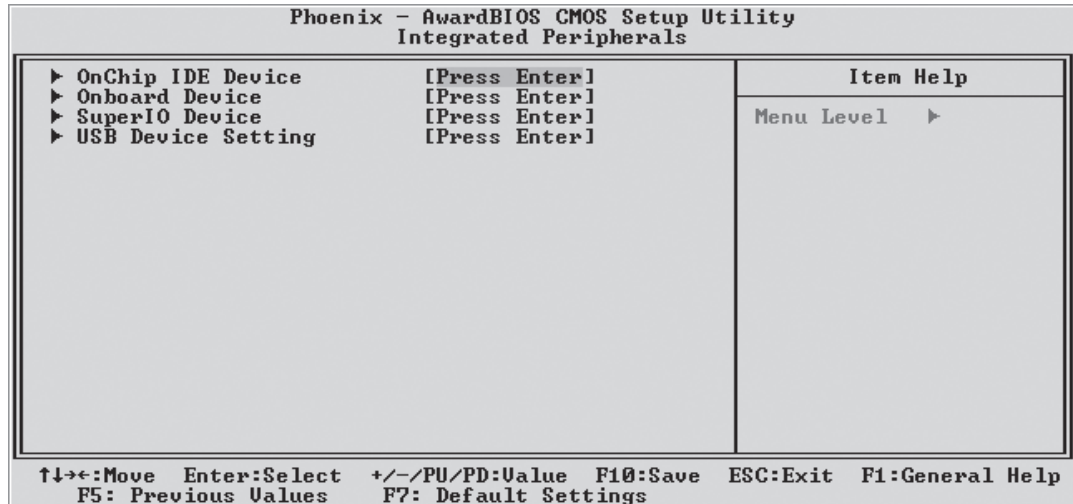 Phoenix - AwardBIOS CMOS Setup Utility
Integrated Peripherals
▶ OnChip IDE Device [Press Enter]
▶ Onboard Device [Press Enter]
▶ SuperIO Device [Press Enter]
▶ USB Device Setting [Press Enter]
Item Help
Menu Level ▶
↑↓→←:Move Enter:Select +/-/PU/PD:Value F10:Save ESC:Exit F1:General Help
F5: Previous Values F7: Default Settings